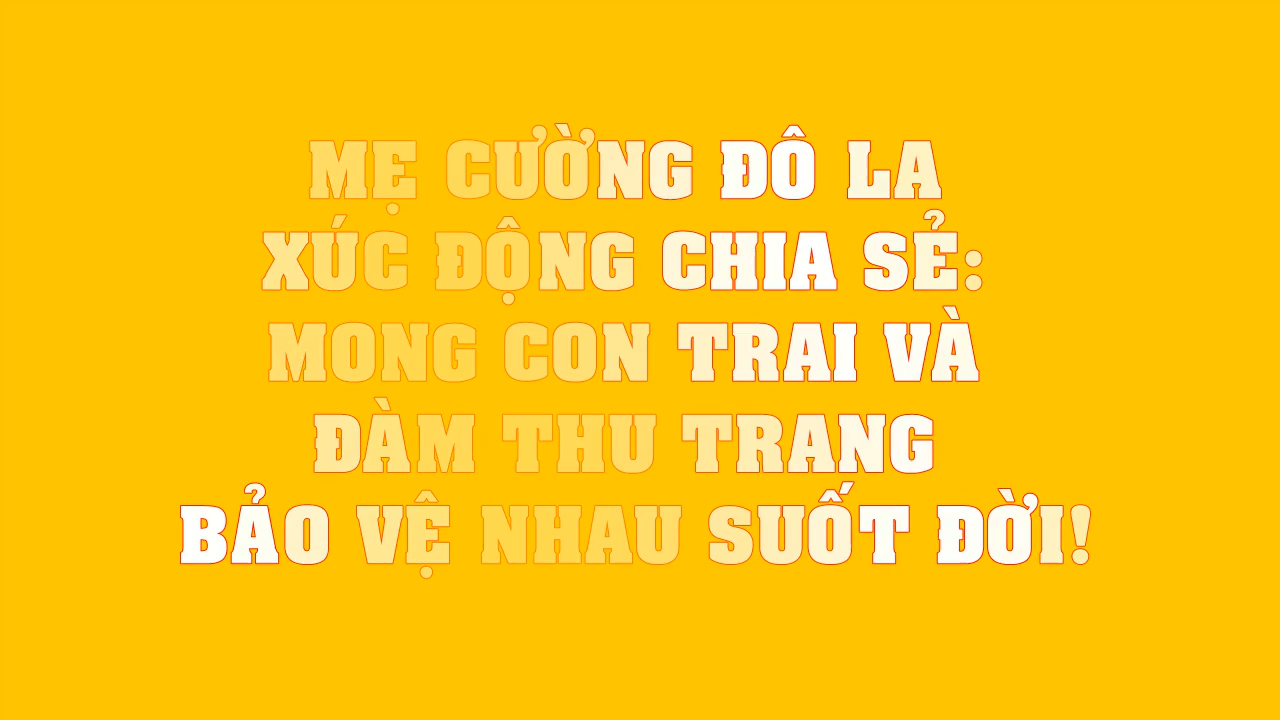 MẸ CƯỜNG ĐÔ LA
XÚC ĐỘNG CHIA SẺ:
MONG CON TRAI VÀ
ĐÀM THU TRANG
BẢO VỆ NHAU SUỐT ĐỜI!